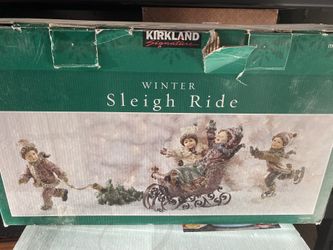 KIRKLAND
Signature
WINTER
Sleigh Ride